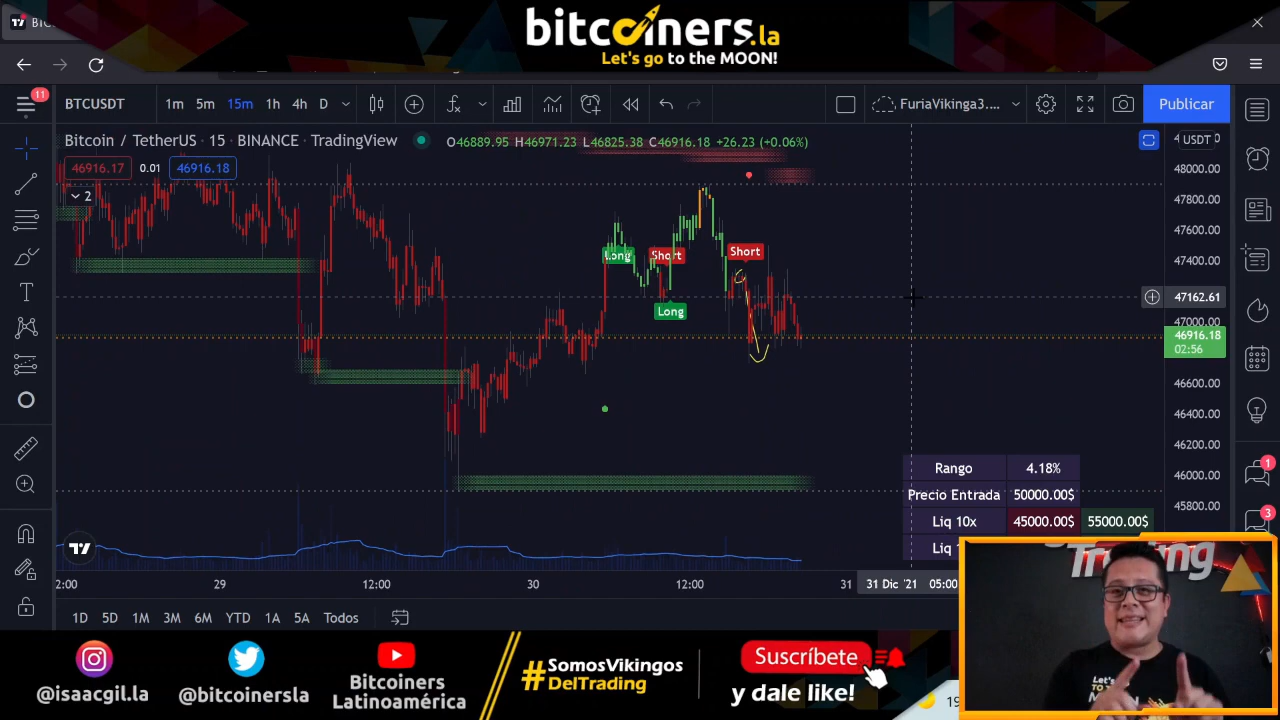 bitcoiners.la
Let's go to the MOON!
BTCUSDT
1m 5m 15m 1h 4h D
FuriaVikinga3...
Publicar
11
Bitcoin / TetherUS · 15 · BINANCE · TradingView
O46889.95 H46971.23 L46825.38 C46916.18 +26.23 (+0.06%)
USDT
46916.17 0.01 46916.18
2
48000.00
47800.00
47600.00
47400.00
47162.61
47000.00
46916.18
02:56
46600.00
46400.00
46200.00
46000.00
45800.00
Long
Short
Short
Long
Rango 4.18%
Precio Entrada 50000.00$
Liq 10x 45000.00$ 55000.00$
1
3
2:00 29 12:00 30 12:00 31 31 Dic '21 05:00
1D 5D 1M 3M 6M YTD 1A 5A Todos
Trading
Let's
MOON
@isaacgil.la
@bitcoinersla
Bitcoiners
Latinoamérica
#SomosVikingos
DelTrading
Suscríbete
y dale like!